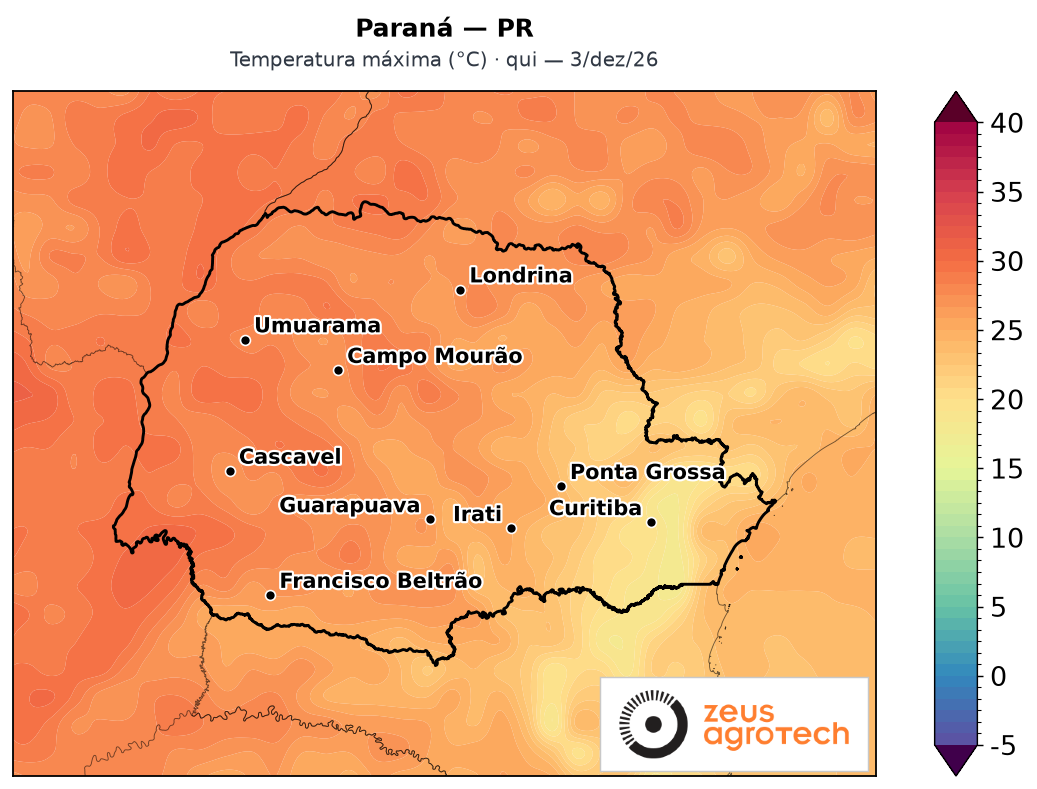 Paraná — PR
Temperatura máxima (°C) · qui — 3/dez/26
Londrina
Umuarama
Campo Mourão
Cascavel
Ponta Grossa
Guarapuava
Irati
Curitiba
Francisco Beltrão
zeus
agrotech
40
35
30
25
20
15
10
5
0
-5